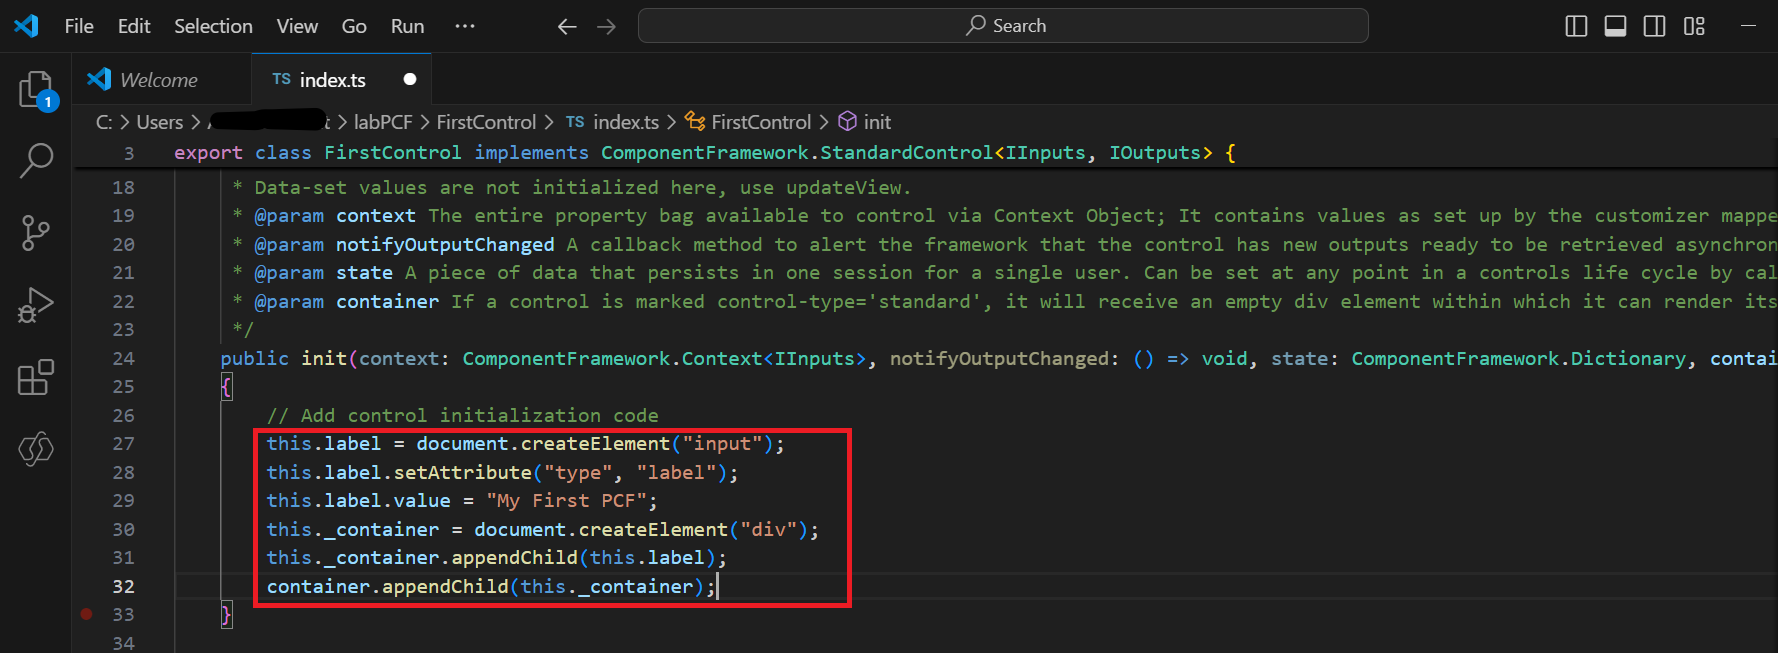 File Edit Selection View Go Run ··· Search
Welcome TS index.ts
1
C: > Users > > labPCF > FirstControl > TS index.ts > FirstControl > init
3 export class FirstControl implements ComponentFramework.StandardControl<IInputs, IOutputs> {
18 * Data-set values are not initialized here, use updateView.
19 * @param context The entire property bag available to control via Context Object; It contains values as set up by the customizer mappe
20 * @param notifyOutputChanged A callback method to alert the framework that the control has new outputs ready to be retrieved asynchron
21 * @param state A piece of data that persists in one session for a single user. Can be set at any point in a controls life cycle by cal
22 * @param container If a control is marked control-type='standard', it will receive an empty div element within which it can render its
23 */
24 public init(context: ComponentFramework.Context<IInputs>, notifyOutputChanged: () => void, state: ComponentFramework.Dictionary, contai
25 {
26 // Add control initialization code
27 this.label = document.createElement("input");
28 this.label.setAttribute("type", "label");
29 this.label.value = "My First PCF";
30 this._container = document.createElement("div");
31 this._container.appendChild(this.label);
32 container.appendChild(this._container);
33 }
34